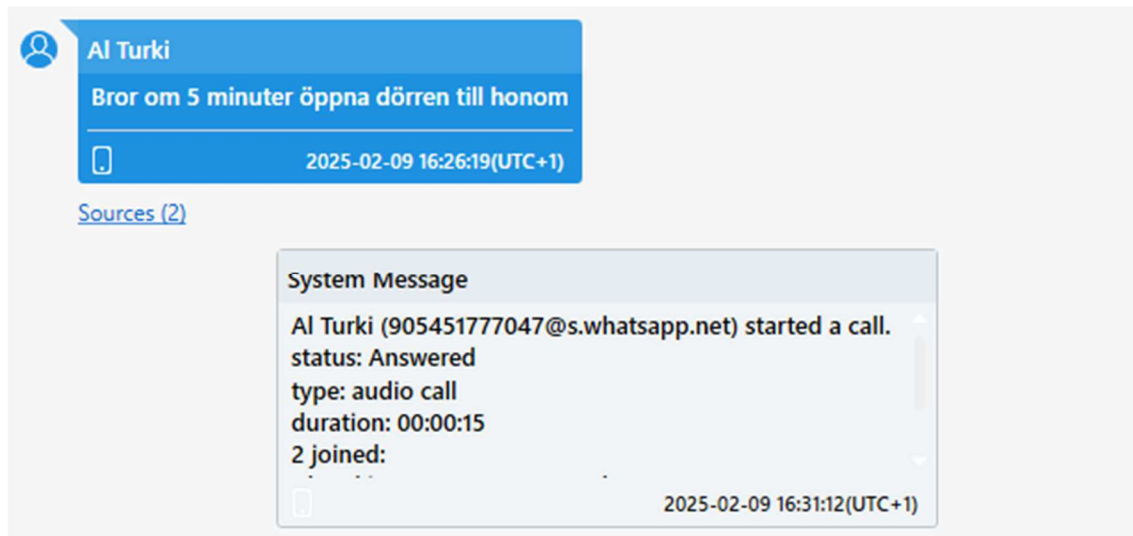 Al Turki
Bror om 5 minuter öppna dörren till honom
2025-02-09 16:26:19(UTC+1)
Sources (2)
System Message
Al Turki (905451777047@s.whatsapp.net) started a call.
status: Answered
type: audio call
duration: 00:00:15
2 joined:
2025-02-09 16:31:12(UTC+1)